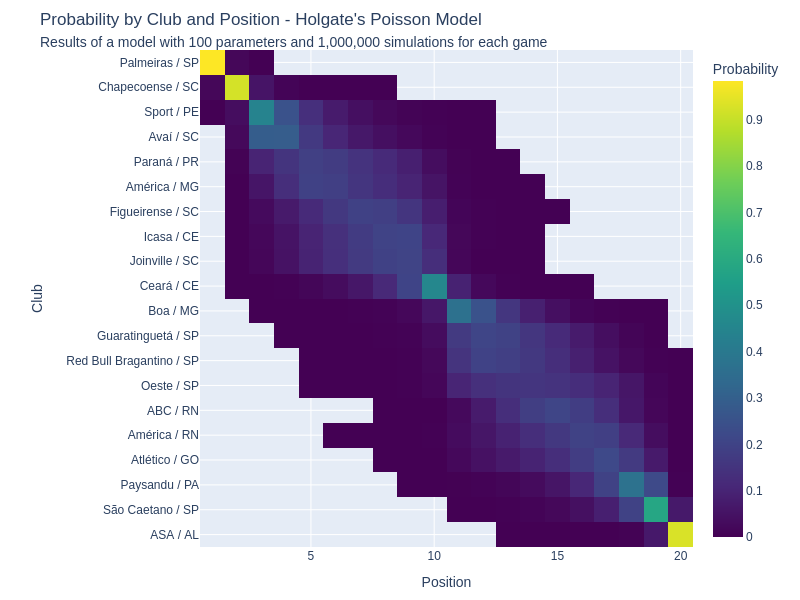 Probability by Club and Position - Holgate's Poisson Model
Results of a model with 100 parameters and 1,000,000 simulations for each game
Probability
Club
Palmeiras / SP
Chapecoense / SC
Sport / PE
Avaí / SC
Paraná / PR
América / MG
Figueirense / SC
Icasa / CE
Joinville / SC
Ceará / CE
Boa / MG
Guaratinguetá / SP
Red Bull Bragantino / SP
Oeste / SP
ABC / RN
América / RN
Atlético / GO
Paysandu / PA
São Caetano / SP
ASA / AL
5 10 15 20
Position
0.9
0.8
0.7
0.6
0.5
0.4
0.3
0.2
0.1
0